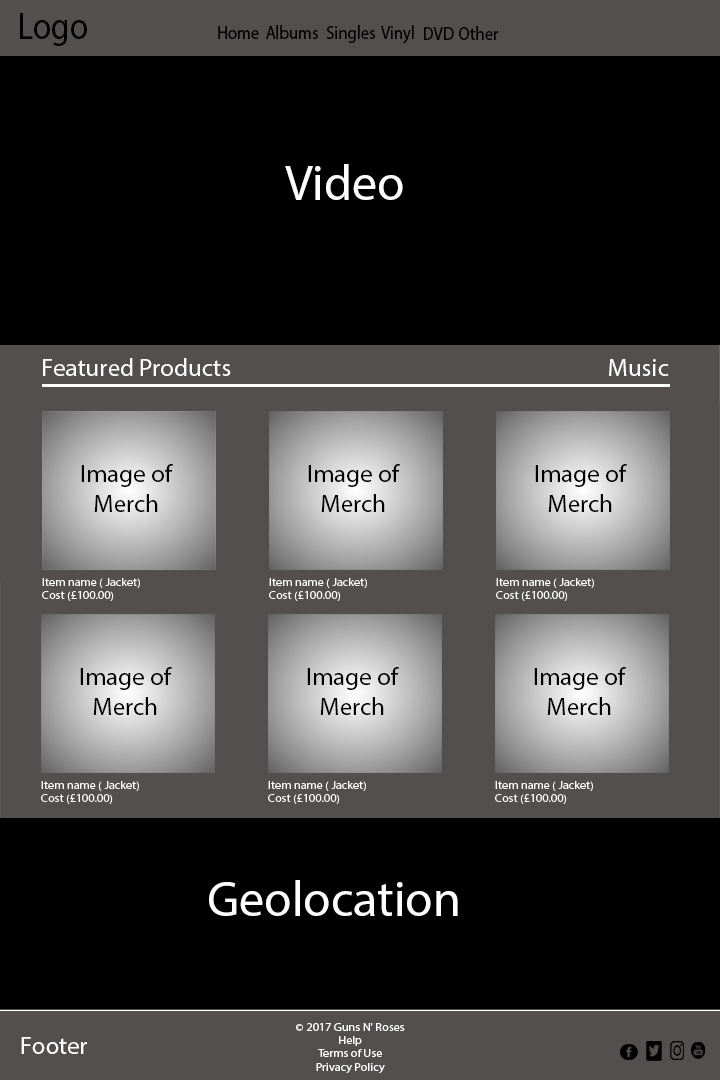 Logo
Home Albums Singles Vinyl DVD Other
Video
Featured Products
Music
Image of
Merch
Image of
Merch
Image of
Merch
Item name ( Jacket)
Cost (£100.00)
Item name ( Jacket)
Cost (£100.00)
Item name ( Jacket)
Cost (£100.00)
Image of
Merch
Image of
Merch
Image of
Merch
Item name ( Jacket)
Cost (£100.00)
Item name ( Jacket)
Cost (£100.00)
Item name ( Jacket)
Cost (£100.00)
Geolocation
Footer
© 2017 Guns N' Roses
Help
Terms of Use
Privacy Policy